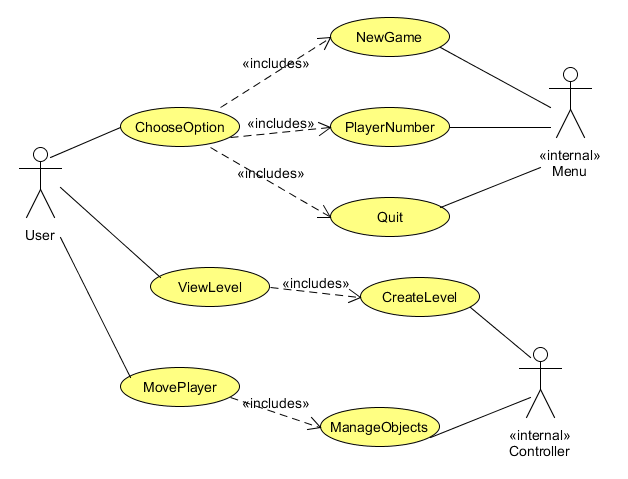 NewGame
«includes»
ChooseOption
«includes»
PlayerNumber
«internal»
Menu
«includes»
Quit
User
ViewLevel
«includes»
CreateLevel
MovePlayer
«includes»
ManageObjects
«internal»
Controller